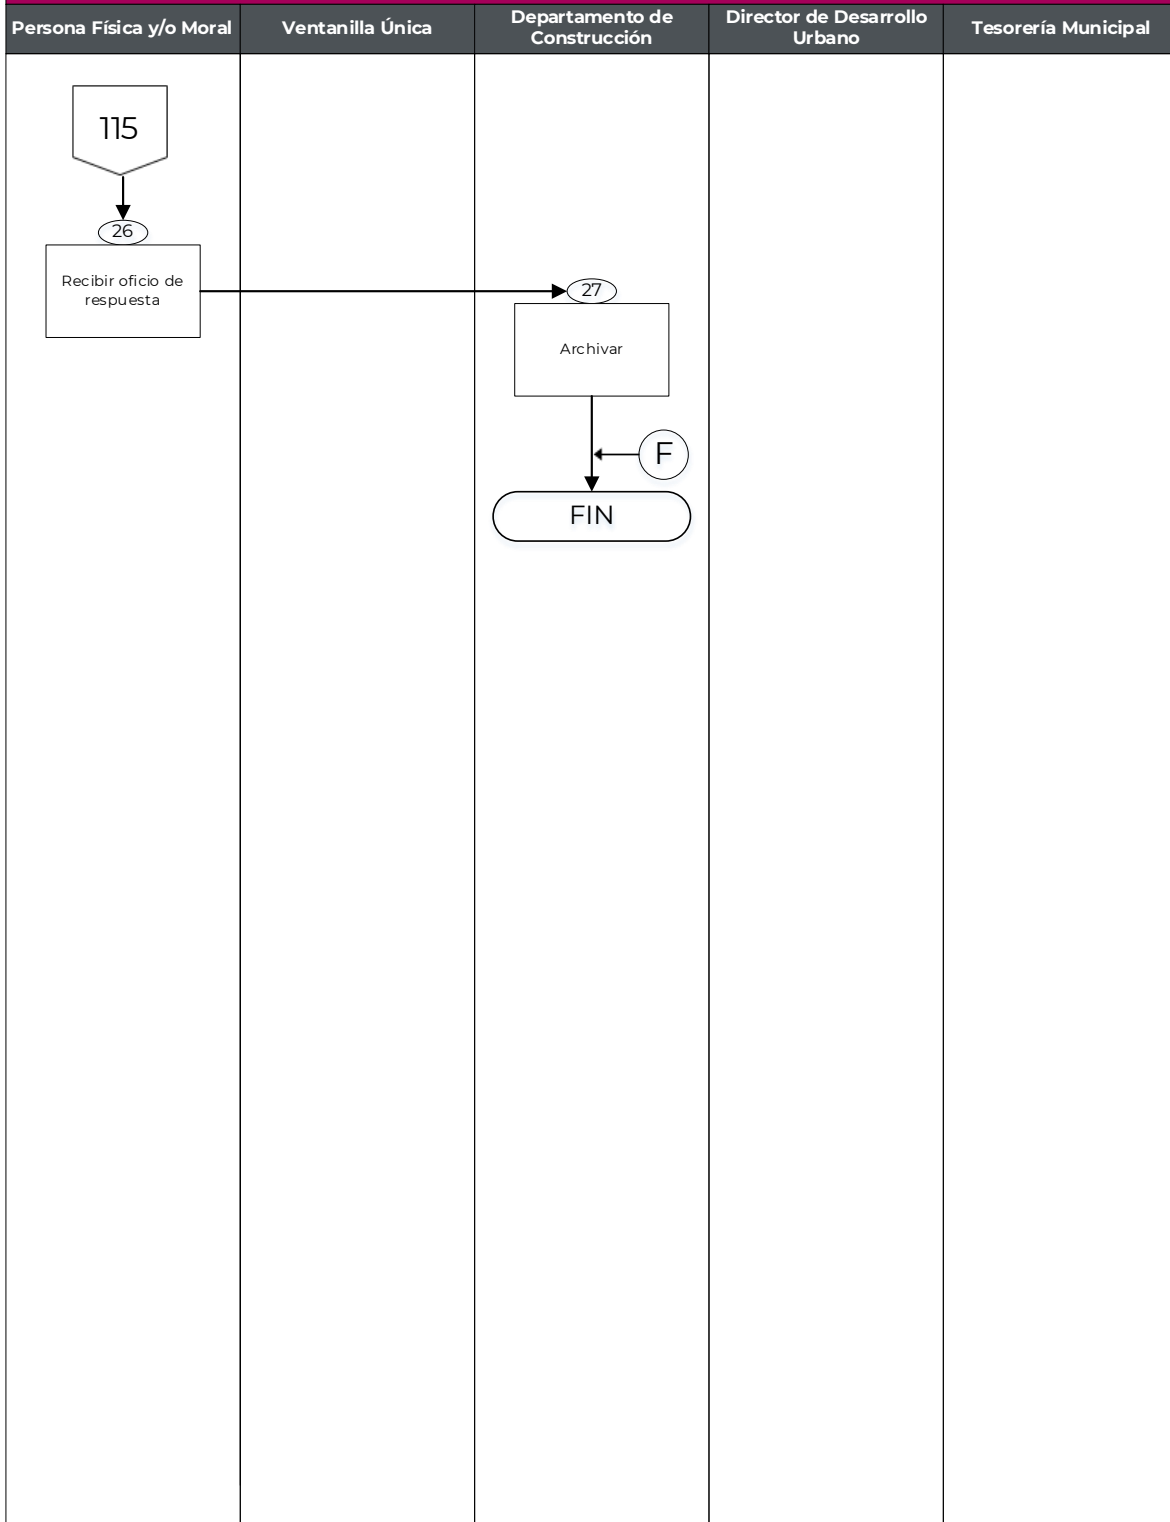 Persona Física y/o Moral
Ventanilla Única
Departamento de
Construcción
Director de Desarrollo
Urbano
Tesorería Municipal
115
26
Recibir oficio de
respuesta
27
Archivar
F
FIN